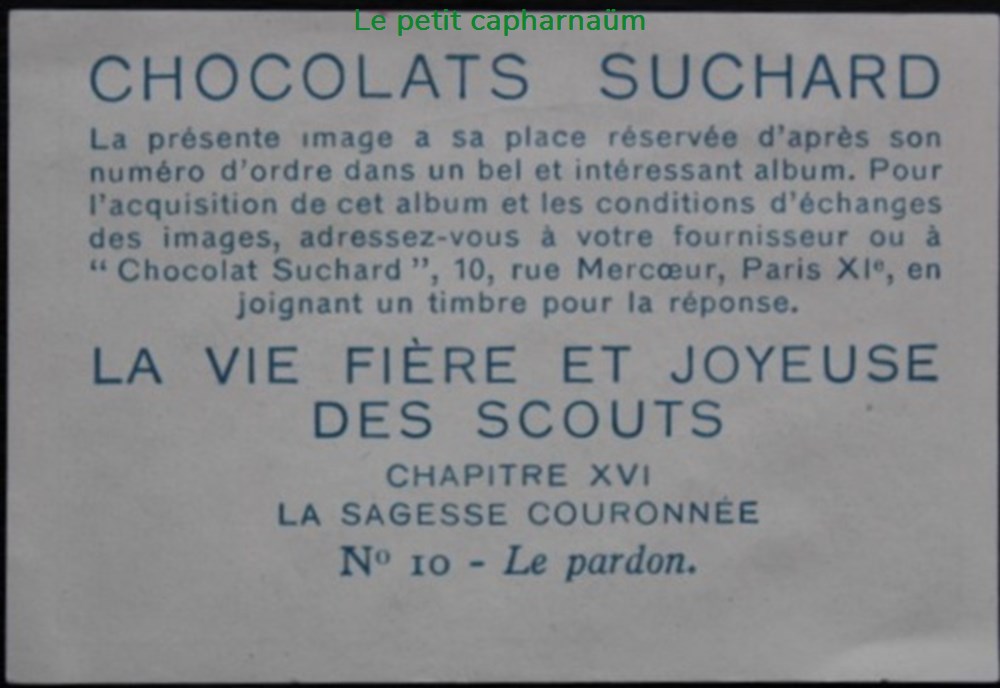 Le petit capharnaüm
CHOCOLATS SUCHARD
La présente image a sa place réservée d'après son
numéro d'ordre dans un bel et intéressant album. Pour
l'acquisition de cet album et les conditions d'échanges
des images, adressez-vous à votre fournisseur ou à
“ Chocolat Suchard ”, 10, rue Mercœur, Paris XIe, en
joignant un timbre pour la réponse.
LA VIE FIÈRE ET JOYEUSE
DES SCOUTS
CHAPITRE XVI
LA SAGESSE COURONNÉE
No 10 - Le pardon.